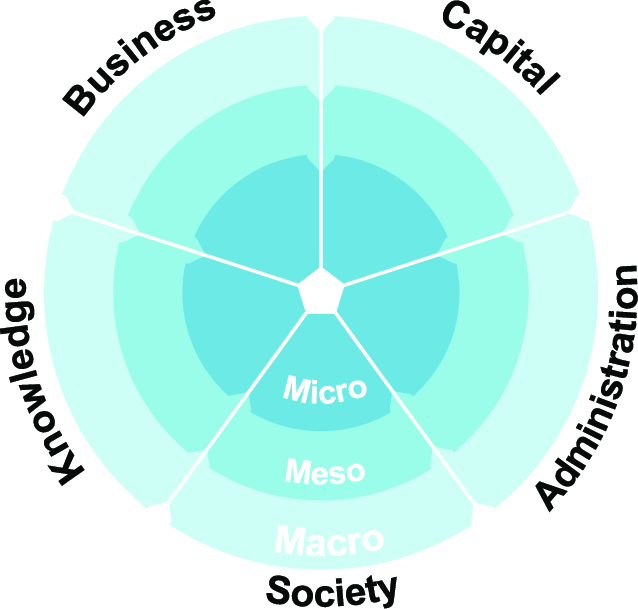 Business
Capital
Knowledge
Administration
Micro
Meso
Macro
Society